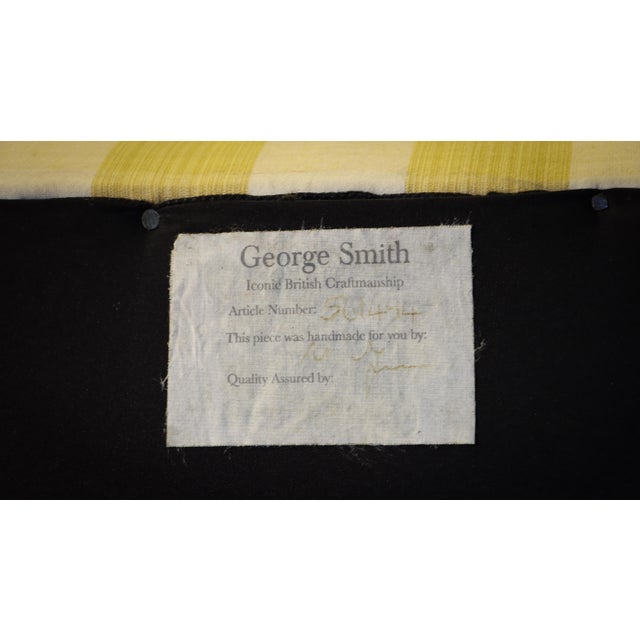 George Smith
Iconic British Craftmanship
Article Number:
This piece was handmade for you by:
Quality Assured by: